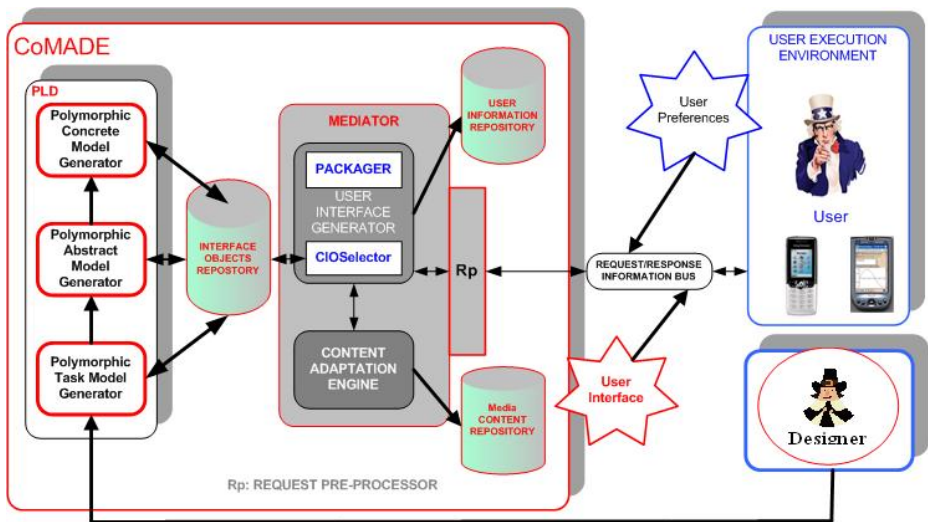 CoMADE
PLD
Polymorphic
Concrete
Model
Generator
Polymorphic
Abstract
Model
Generator
Polymorphic
Task Model
Generator
INTERFACE
OBJECTS
REPOSTORY
MEDIATOR
PACKAGER
USER
INTERFACE
GENERATOR
CIOSelector
CONTENT
ADAPTATION
ENGINE
Rp
USER
INFORMATION
REPOSITORY
Media
CONTENT
REPOSITORY
Rp: REQUEST PRE-PROCESSOR
User
Preferences
REQUEST/RESPONSE
INFORMATION BUS
User
Interface
USER EXECUTION
ENVIRONMENT
User
Designer